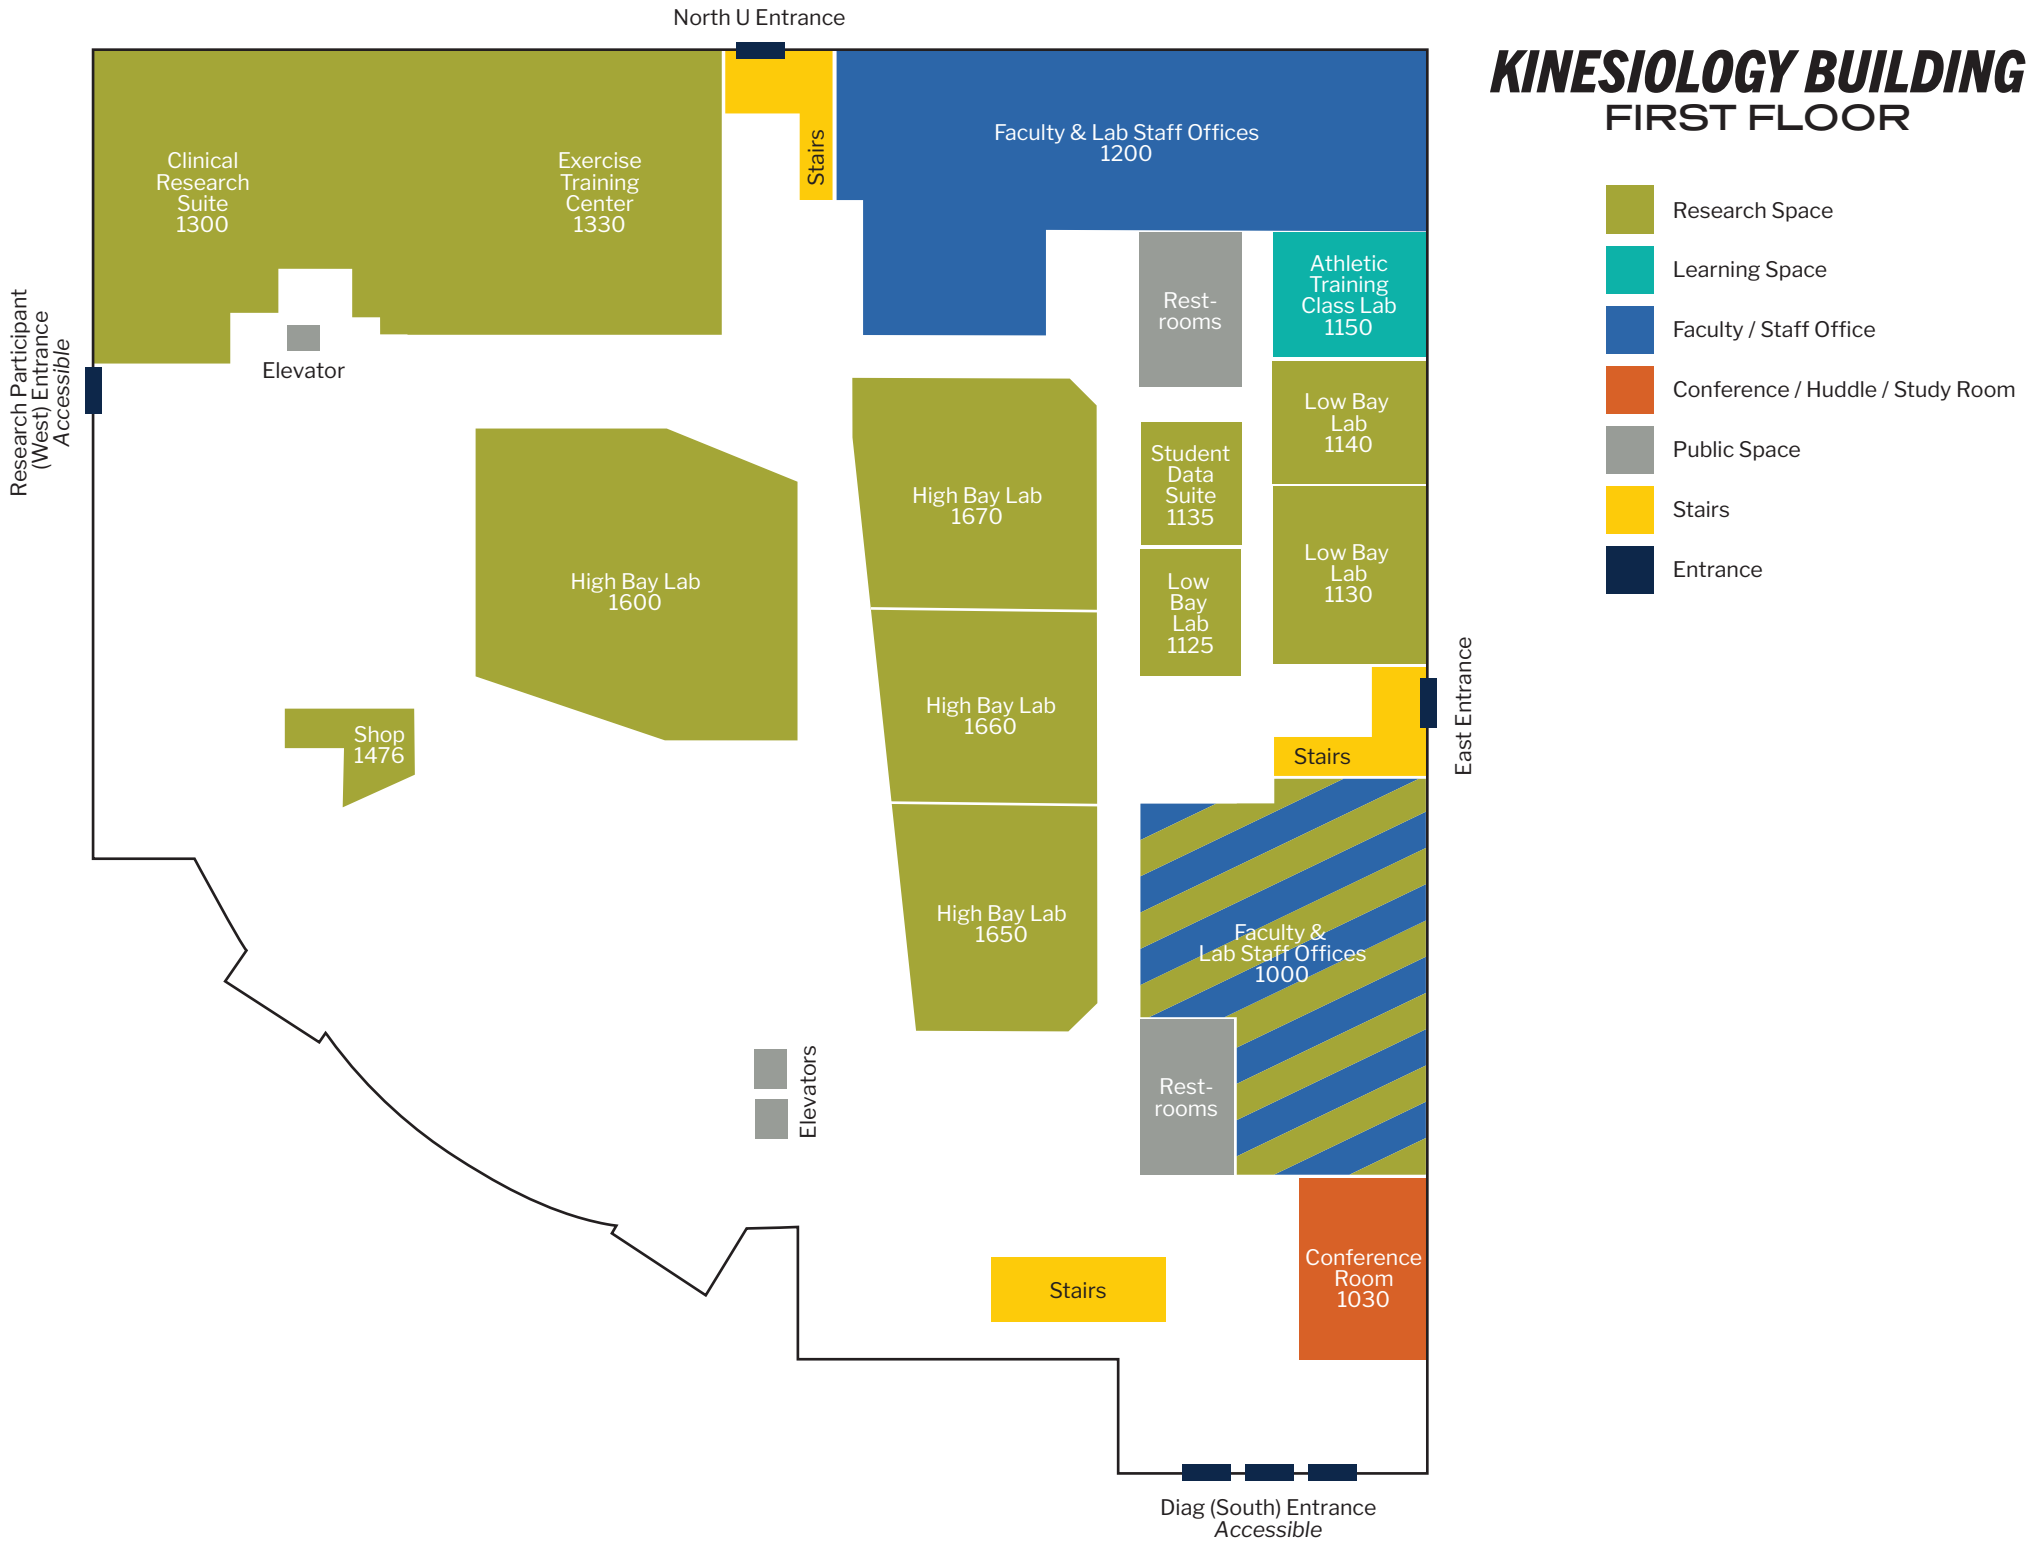 North U Entrance
KINESIOLOGY BUILDING
FIRST FLOOR
Clinical
Research
Suite
1300
Exercise
Training
Center
1330
Stairs
Faculty & Lab Staff Offices
1200
Research Space
Learning Space
Faculty / Staff Office
Conference / Huddle / Study Room
Public Space
Stairs
Entrance
Research Participant
(West) Entrance
Accessible
Elevator
Rest-
rooms
Athletic
Training
Class Lab
1150
Low Bay
Lab
1140
Student
Data
Suite
1135
High Bay Lab
1670
High Bay Lab
1600
Low
Bay
Lab
1125
Low Bay
Lab
1130
High Bay Lab
1660
Shop
1476
Stairs
East Entrance
High Bay Lab
1650
Faculty &
Lab Staff Offices
1000
Elevators
Rest-
rooms
Stairs
Conference
Room
1030
Diag (South) Entrance
Accessible